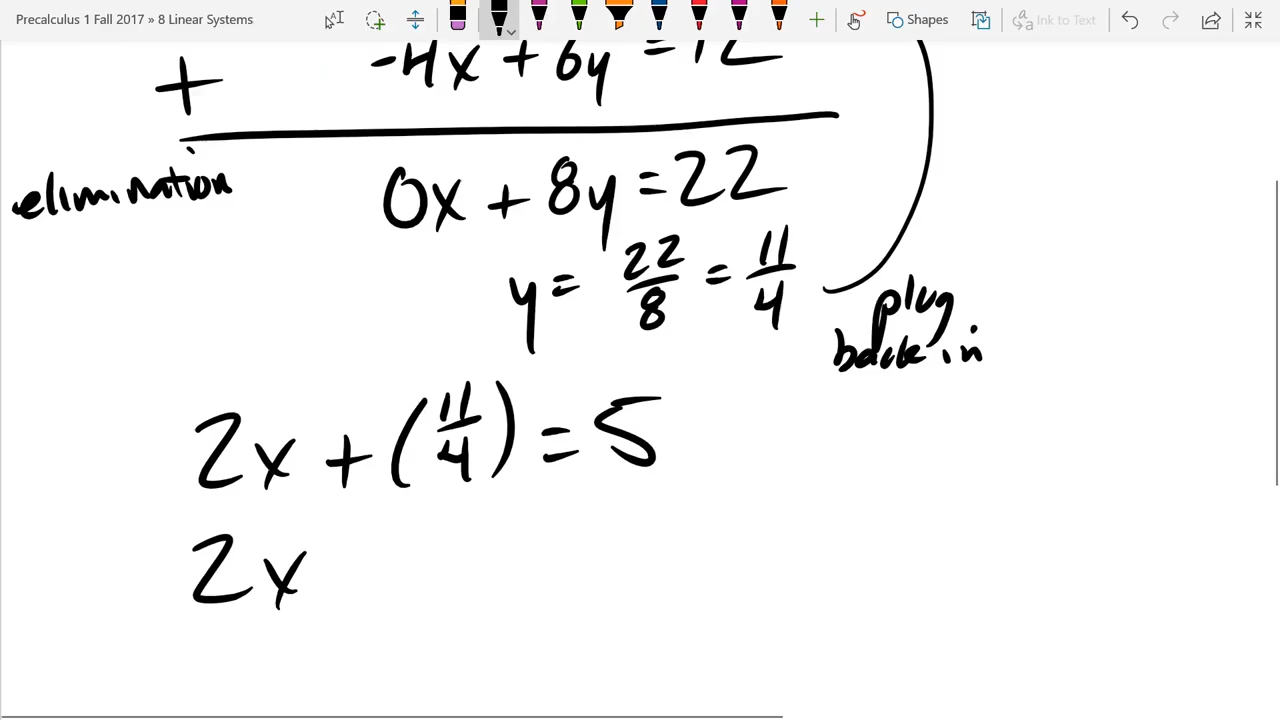 Precalculus 1 Fall 2017 » 8 Linear Systems
Shapes
Ink to Text
+ -4x + 6y = 12
elimination
0x + 8y = 22
y = 22/8 = 11/4
plug
back in
2x + (11/4) = 5
2x